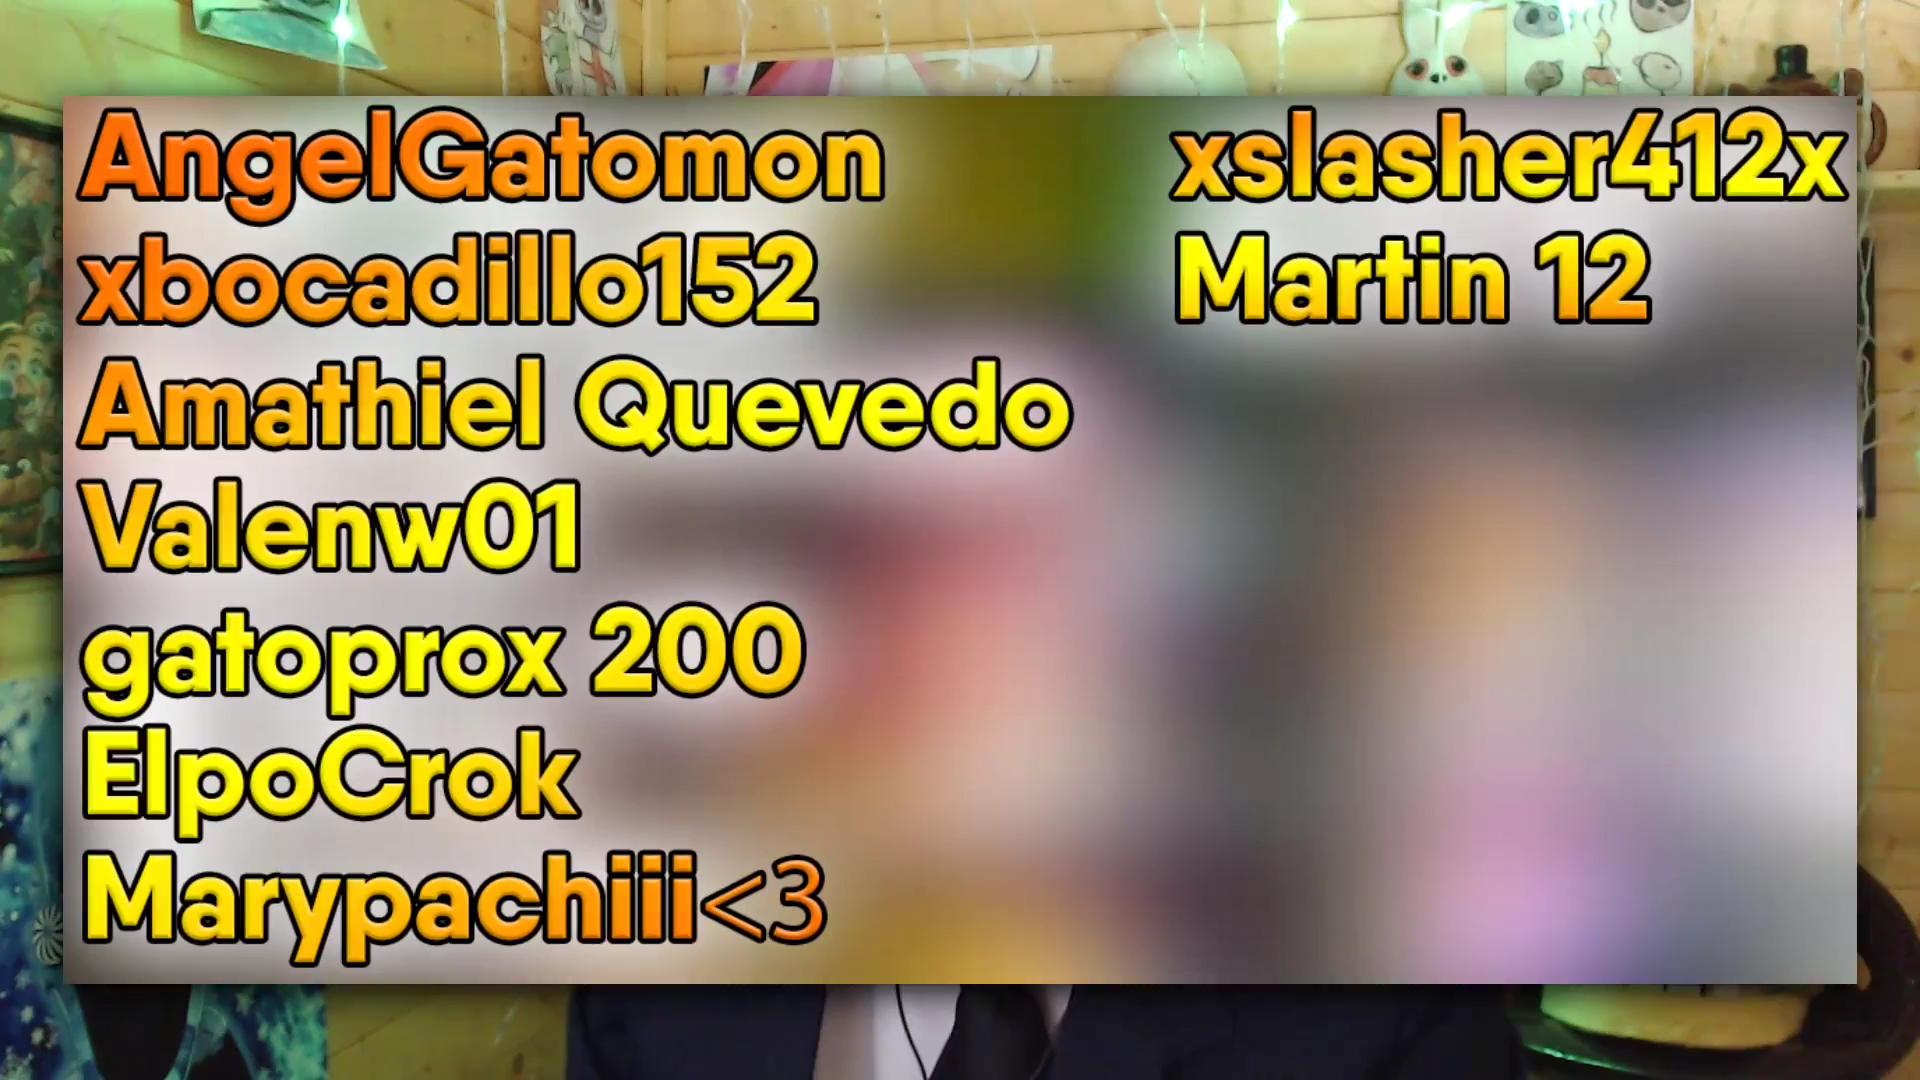 AngelGatomon
xbocadillo152
Amathiel Quevedo
Valenw01
gatoprox 200
ElpoCrok
Marypachiii<3
xslasher412x
Martin 12